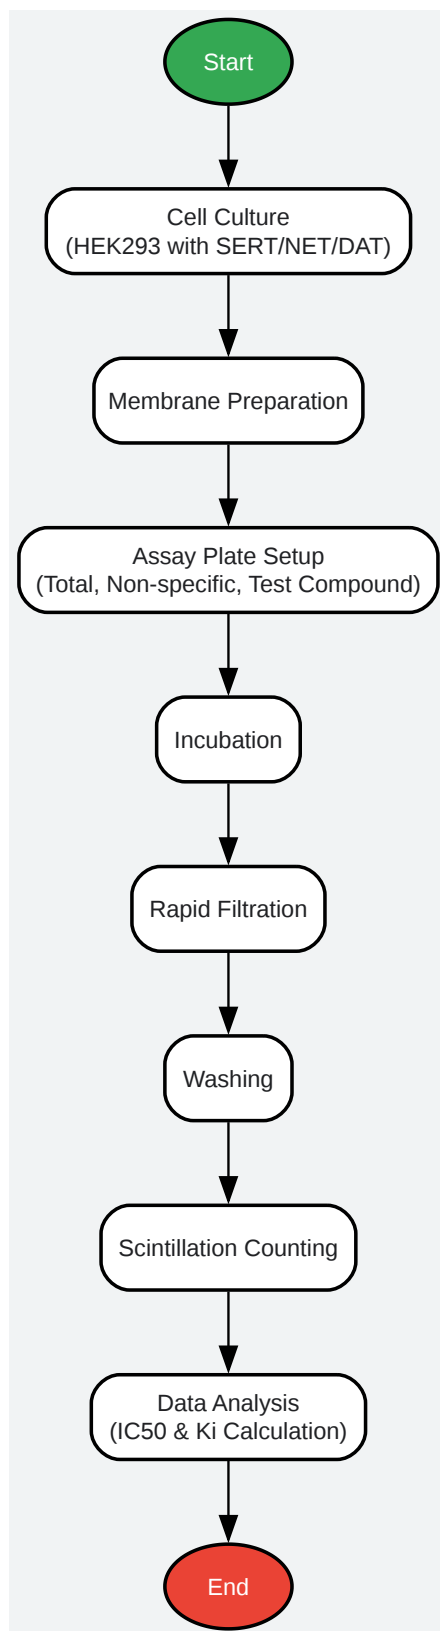 Start
Cell Culture
(HEK293 with SERT/NET/DAT)
Membrane Preparation
Assay Plate Setup
(Total, Non-specific, Test Compound)
Incubation
Rapid Filtration
Washing
Scintillation Counting
Data Analysis
(IC50 & Ki Calculation)
End